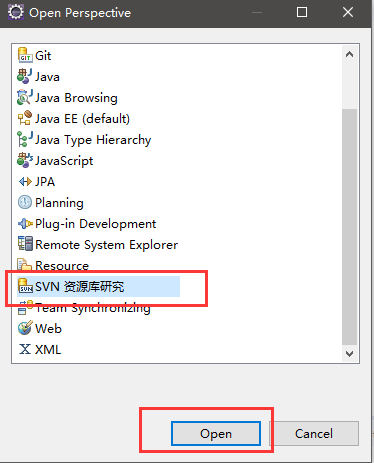 Open Perspective
Git
Java
Java Browsing
Java EE (default)
Java Type Hierarchy
JavaScript
JPA
Planning
Plug-in Development
Remote System Explorer
Resource
SVN 资源库研究
Team Synchronizing
Web
XML
Open
Cancel